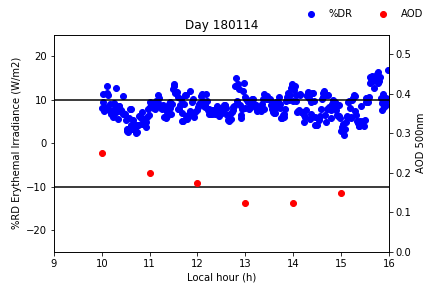 %DR AOD
Day 180114
%RD Erythemal Irradiance (W/m2)
20
10
0
−10
−20
0.5
0.4
0.3
0.2
0.1
0.0
AOD 500nm
9 10 11 12 13 14 15 16
Local hour (h)